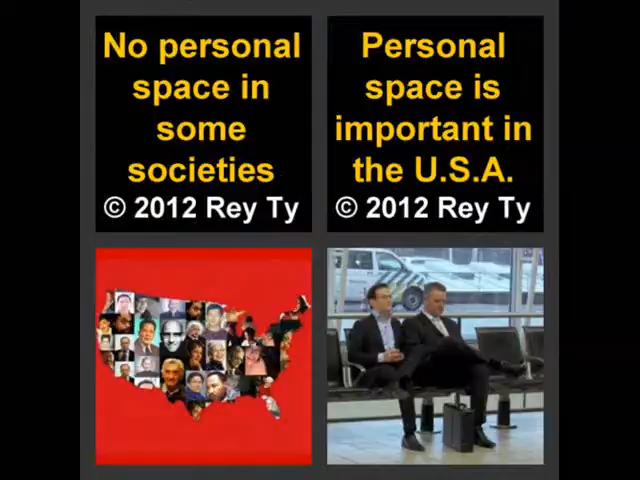 No personal
space in
some
societies
© 2012 Rey Ty
Personal
space is
important in
the U.S.A.
© 2012 Rey Ty